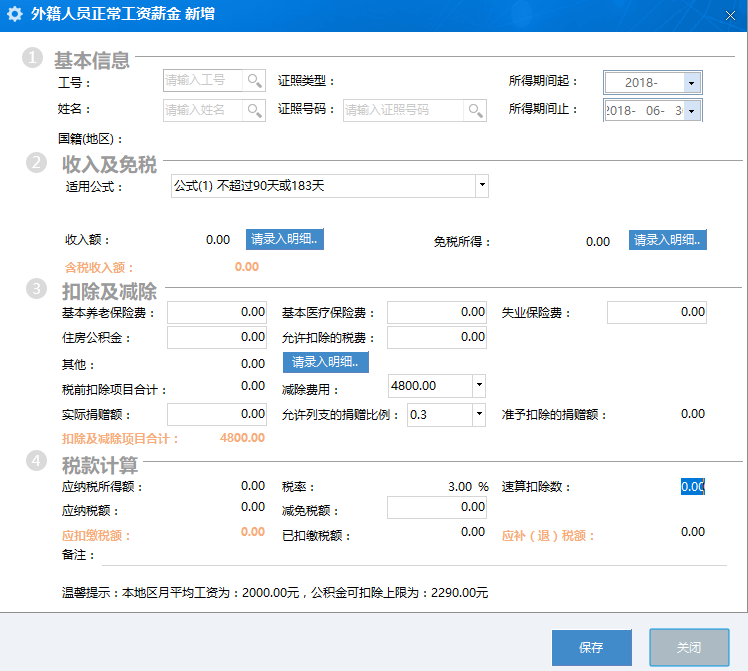 外籍人员正常工资薪金 新增
1 基本信息
工号： 请输入工号 证照类型： 所得期间起： 2018-
姓名： 请输入姓名 证照号码： 请输入证照号码 所得期间止： 2018- 06- 30
国籍(地区)：
2 收入及免税
适用公式： 公式(1) 不超过90天或183天
收入额： 0.00 请录入明细.. 免税所得： 0.00 请录入明细..
含税收入额： 0.00
3 扣除及减除
基本养老保险费： 0.00 基本医疗保险费： 0.00 失业保险费： 0.00
住房公积金： 0.00 允许扣除的税费： 0.00
其他： 0.00 请录入明细..
税前扣除项目合计： 0.00 减除费用： 4800.00
实际捐赠额： 0.00 允许列支的捐赠比例： 0.3 准予扣除的捐赠额： 0.00
扣除及减除项目合计： 4800.00
4 税款计算
应纳税所得额： 0.00 税率： 3.00 % 速算扣除数： 0.00
应纳税额： 0.00 减免税额： 0.00
应扣缴税额： 0.00 已扣缴税额： 0.00 应补（退）税额： 0.00
备注：
温馨提示：本地区月平均工资为：2000.00元，公积金可扣除上限为：2290.00元
保存 关闭